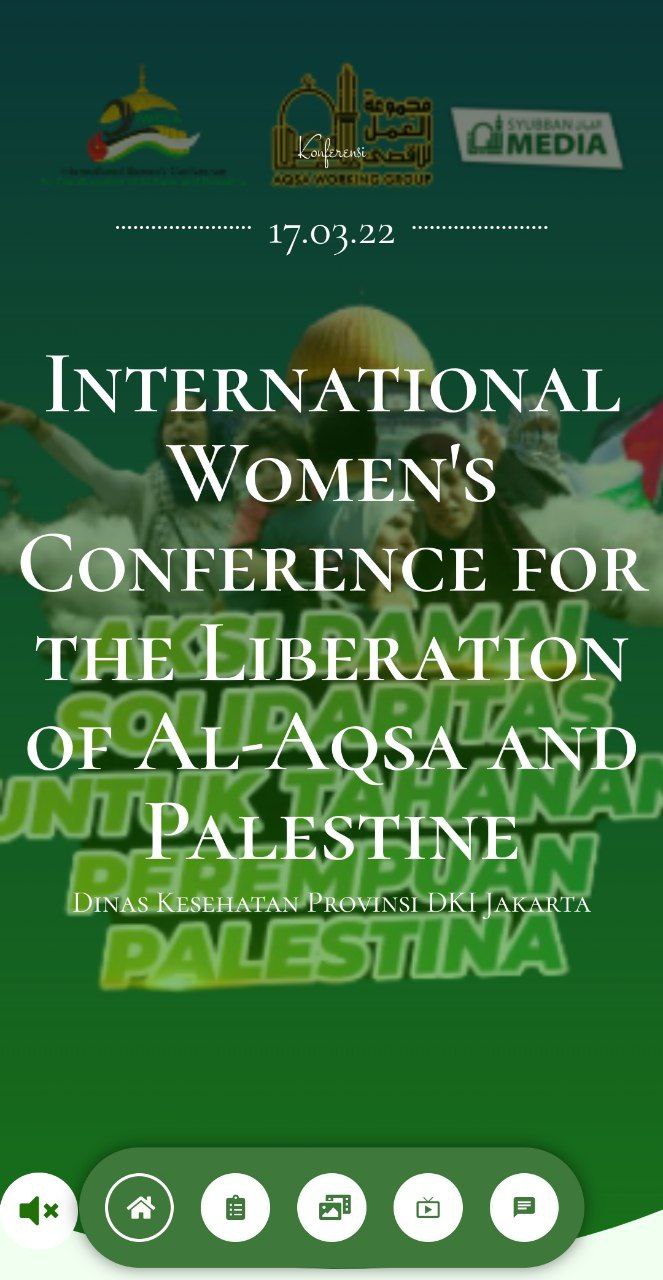 مجموعة
العمل
للأقصى
AQSA WORKING GROUP
SYUBBAN
MEDIA
Konferensi
17.03.22
International
Women's
Conference for
the Liberation
of Al-Aqsa and
Palestine
Dinas Kesehatan Provinsi DKI Jakarta
AKSI DAMAI
SOLIDARITAS
UNTUK TAHANAN
PEREMPUAN
PALESTINA